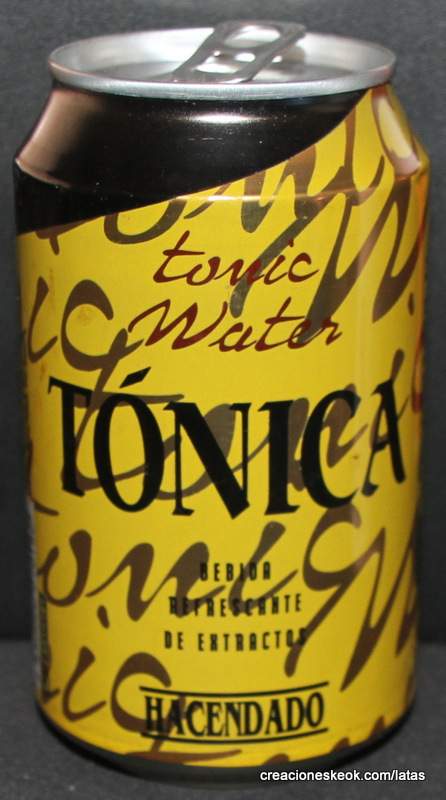 tonic
Water
TÓNICA
BEBIDA
REFRESCANTE
DE EXTRACTOS
HACENDADO
creacioneskeok.com/latas